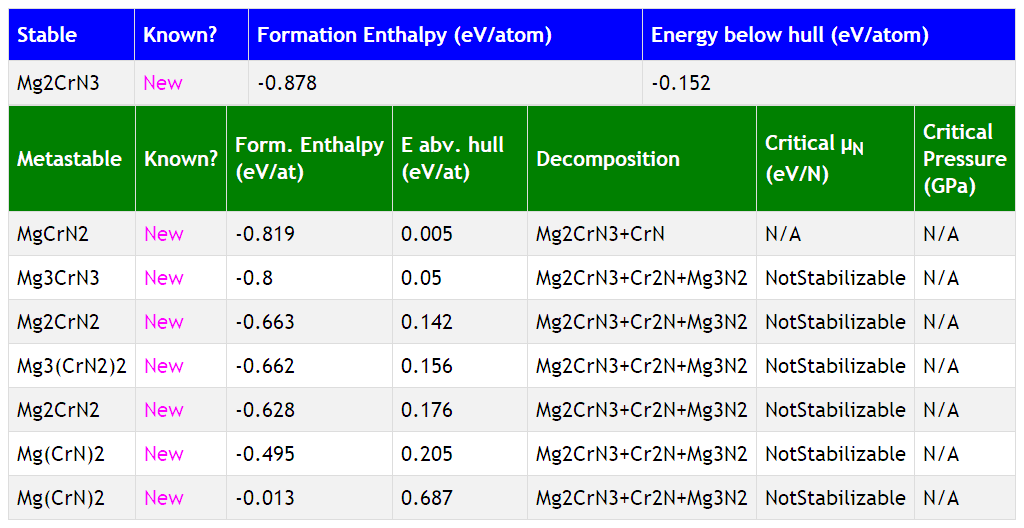 Stable Known? Formation Enthalpy (eV/atom) Energy below hull (eV/atom)
Mg2CrN3 New -0.878 -0.152
Metastable Known? Form. Enthalpy (eV/at) E abv. hull (eV/at) Decomposition Critical μN (eV/N) Critical Pressure (GPa)
MgCrN2 New -0.819 0.005 Mg2CrN3+CrN N/A N/A
Mg3CrN3 New -0.8 0.05 Mg2CrN3+Cr2N+Mg3N2 NotStabilizable N/A
Mg2CrN2 New -0.663 0.142 Mg2CrN3+Cr2N+Mg3N2 NotStabilizable N/A
Mg3(CrN2)2 New -0.662 0.156 Mg2CrN3+Cr2N+Mg3N2 NotStabilizable N/A
Mg2CrN2 New -0.628 0.176 Mg2CrN3+Cr2N+Mg3N2 NotStabilizable N/A
Mg(CrN)2 New -0.495 0.205 Mg2CrN3+Cr2N+Mg3N2 NotStabilizable N/A
Mg(CrN)2 New -0.013 0.687 Mg2CrN3+Cr2N+Mg3N2 NotStabilizable N/A